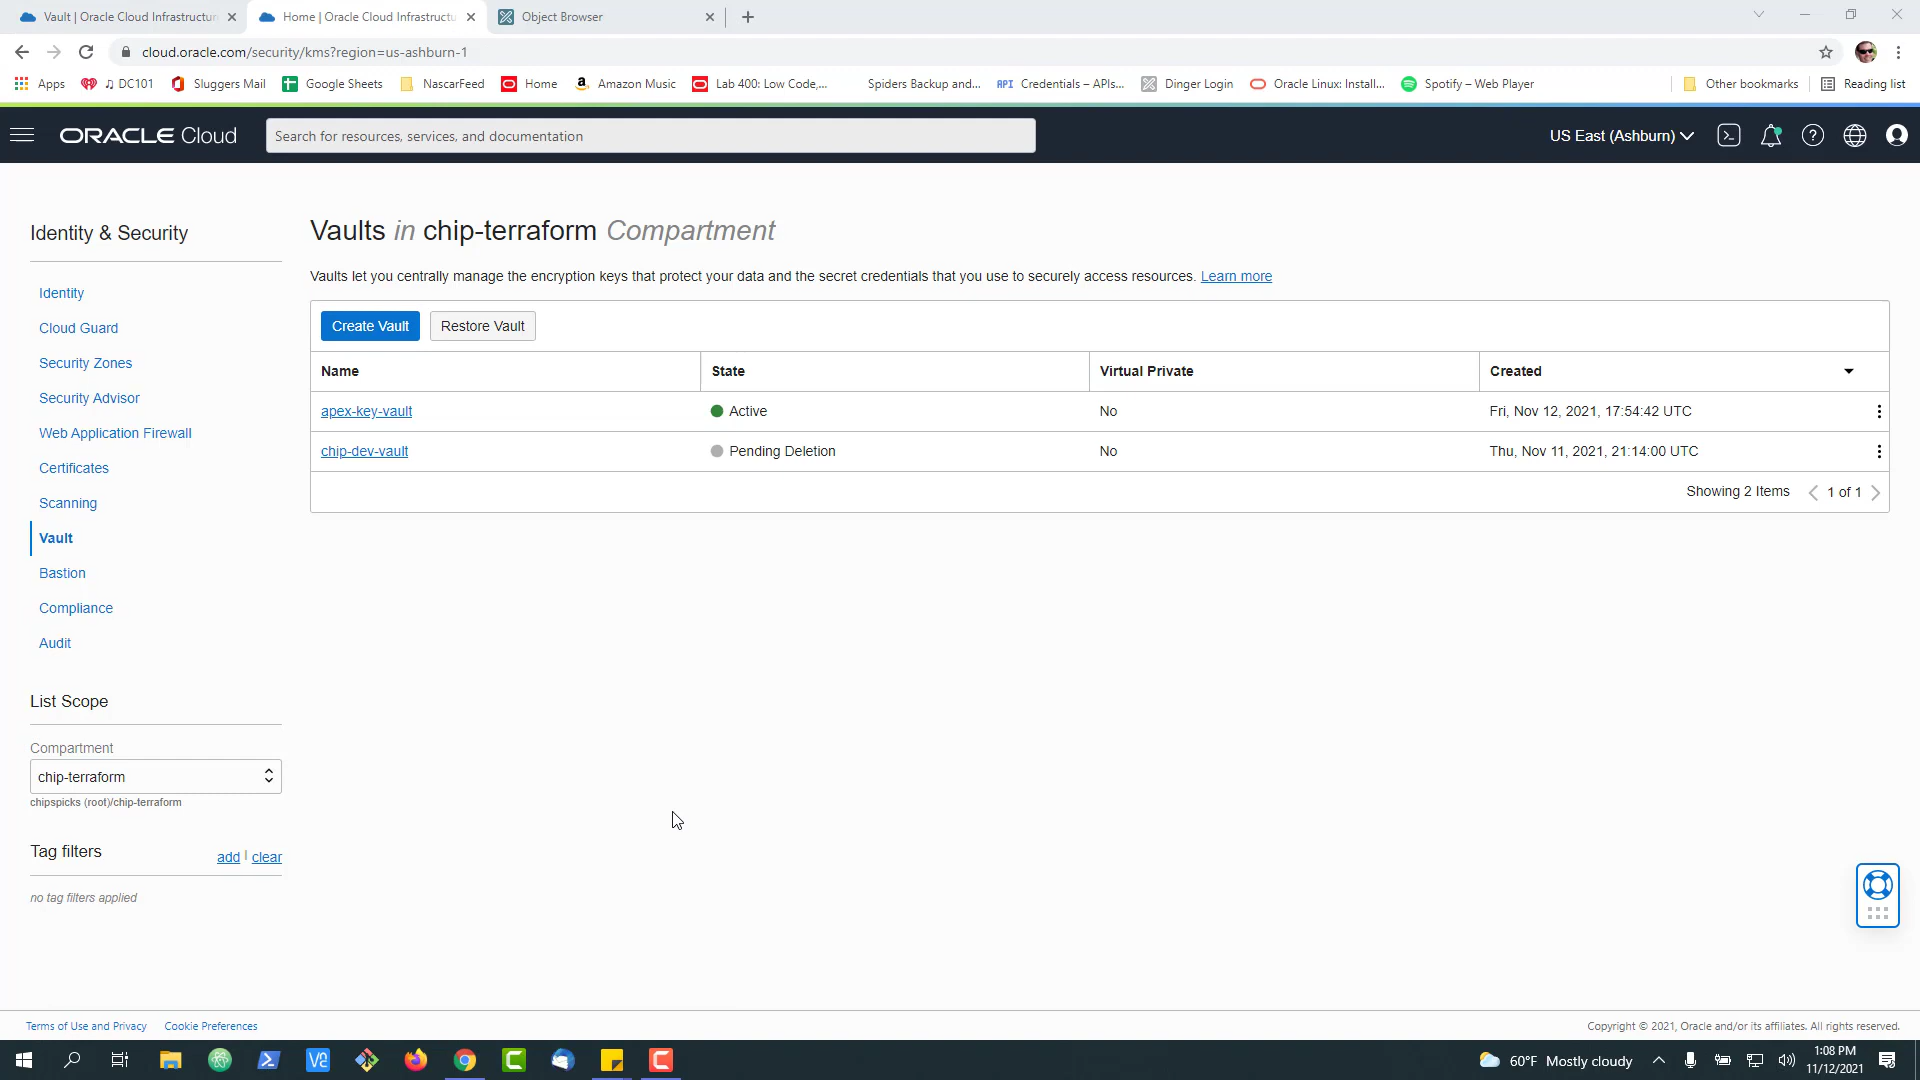 Vault | Oracle Cloud Infrastructur
Home | Oracle Cloud Infrastructu
Object Browser
cloud.oracle.com/security/kms?region=us-ashburn-1
Apps
♫ DC101
Sluggers Mail
Google Sheets
NascarFeed
Home
Amazon Music
Lab 400: Low Code,...
Spiders Backup and...
API Credentials – APIs...
Dinger Login
Oracle Linux: Install...
Spotify – Web Player
Other bookmarks
Reading list
ORACLE Cloud
Search for resources, services, and documentation
US East (Ashburn)
Identity & Security
Identity
Cloud Guard
Security Zones
Security Advisor
Web Application Firewall
Certificates
Scanning
Vault
Bastion
Compliance
Audit
List Scope
Compartment
chip-terraform
chipspicks (root)/chip-terraform
Tag filters
add | clear
no tag filters applied
Vaults in chip-terraform Compartment
Vaults let you centrally manage the encryption keys that protect your data and the secret credentials that you use to securely access resources. Learn more
Create Vault
Restore Vault
Name State Virtual Private Created
apex-key-vault Active No Fri, Nov 12, 2021, 17:54:42 UTC
chip-dev-vault Pending Deletion No Thu, Nov 11, 2021, 21:14:00 UTC
Showing 2 Items < 1 of 1 >
Terms of Use and Privacy Cookie Preferences
Copyright © 2021, Oracle and/or its affiliates. All rights reserved.
60°F Mostly cloudy
1:08 PM
11/12/2021